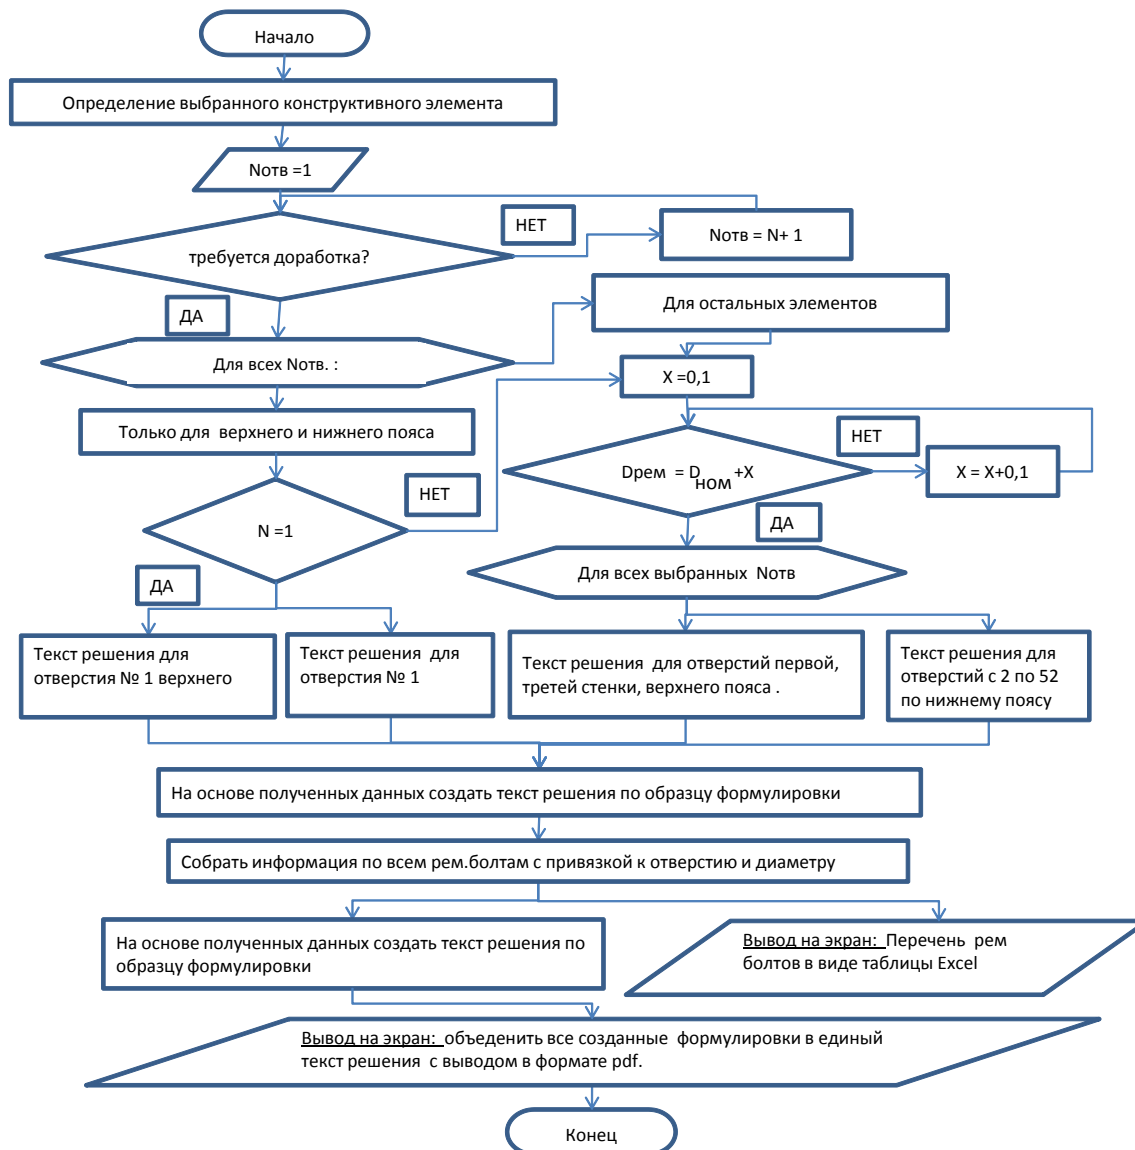 Начало
Определение выбранного конструктивного элемента
Nотв =1
НЕТ
Nотв = N+ 1
требуется доработка?
ДА
Для остальных элементов
Для всех Nотв. :
X =0,1
Только для верхнего и нижнего пояса
НЕТ
Dрем = Dном +X
НЕТ
X = X+0,1
N =1
ДА
ДА
Для всех выбранных Nотв
Текст решения для
отверстия № 1 верхнего
Текст решения для
отверстия № 1
Текст решения для отверстий первой,
третей стенки, верхнего пояса .
Текст решения для
отверстий с 2 по 52
по нижнему поясу
На основе полученных данных создать текст решения по образцу формулировки
Собрать информация по всем рем.болтам с привязкой к отверстию и диаметру
На основе полученных данных создать текст решения по
образцу формулировки
Вывод на экран: Перечень рем
болтов в виде таблицы Excel
Вывод на экран: объеденить все созданные формулировки в единый
текст решения с выводом в формате pdf.
Конец